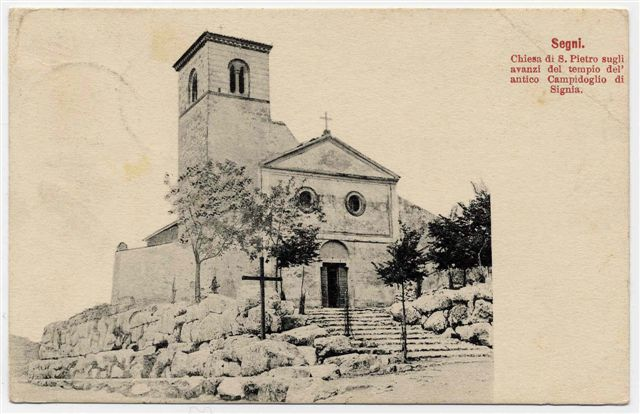 Segni.
Chiesa di S. Pietro sugli
avanzi del tempio del'
antico Campidoglio di
Signia.